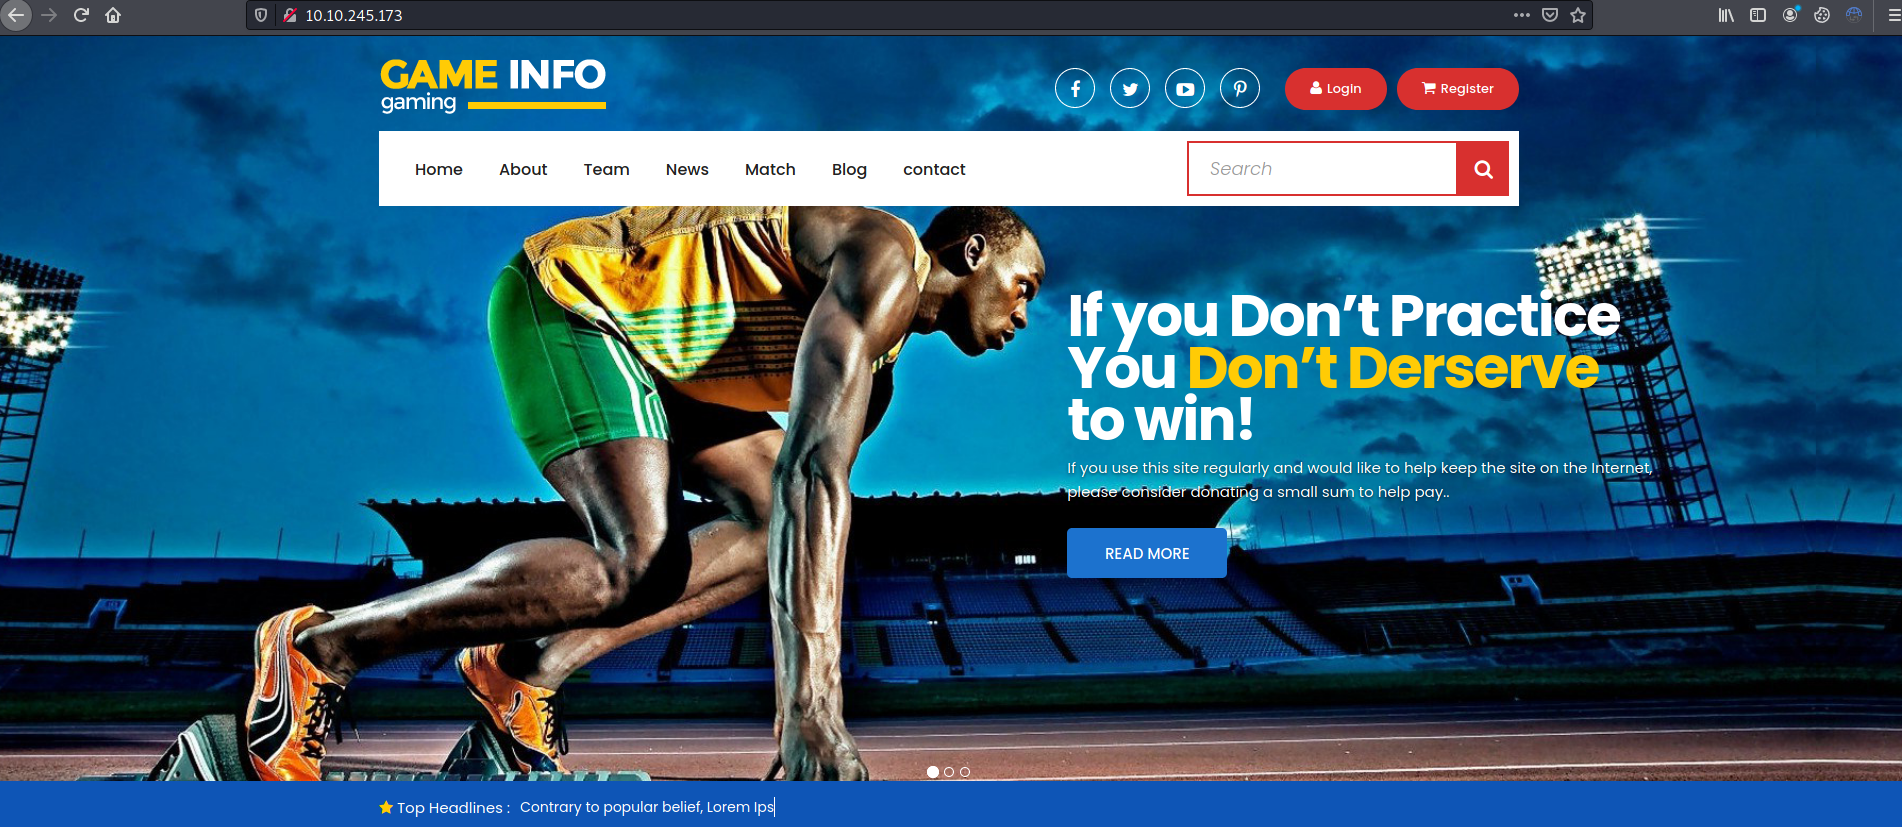 10.10.245.173
GAME INFO
gaming
Login
Register
Home About Team News Match Blog contact
Search
If you Don’t Practice
You Don’t Derserve
to win!
If you use this site regularly and would like to help keep the site on the Internet,
please consider donating a small sum to help pay..
READ MORE
Top Headlines : Contrary to popular belief, Lorem Ips